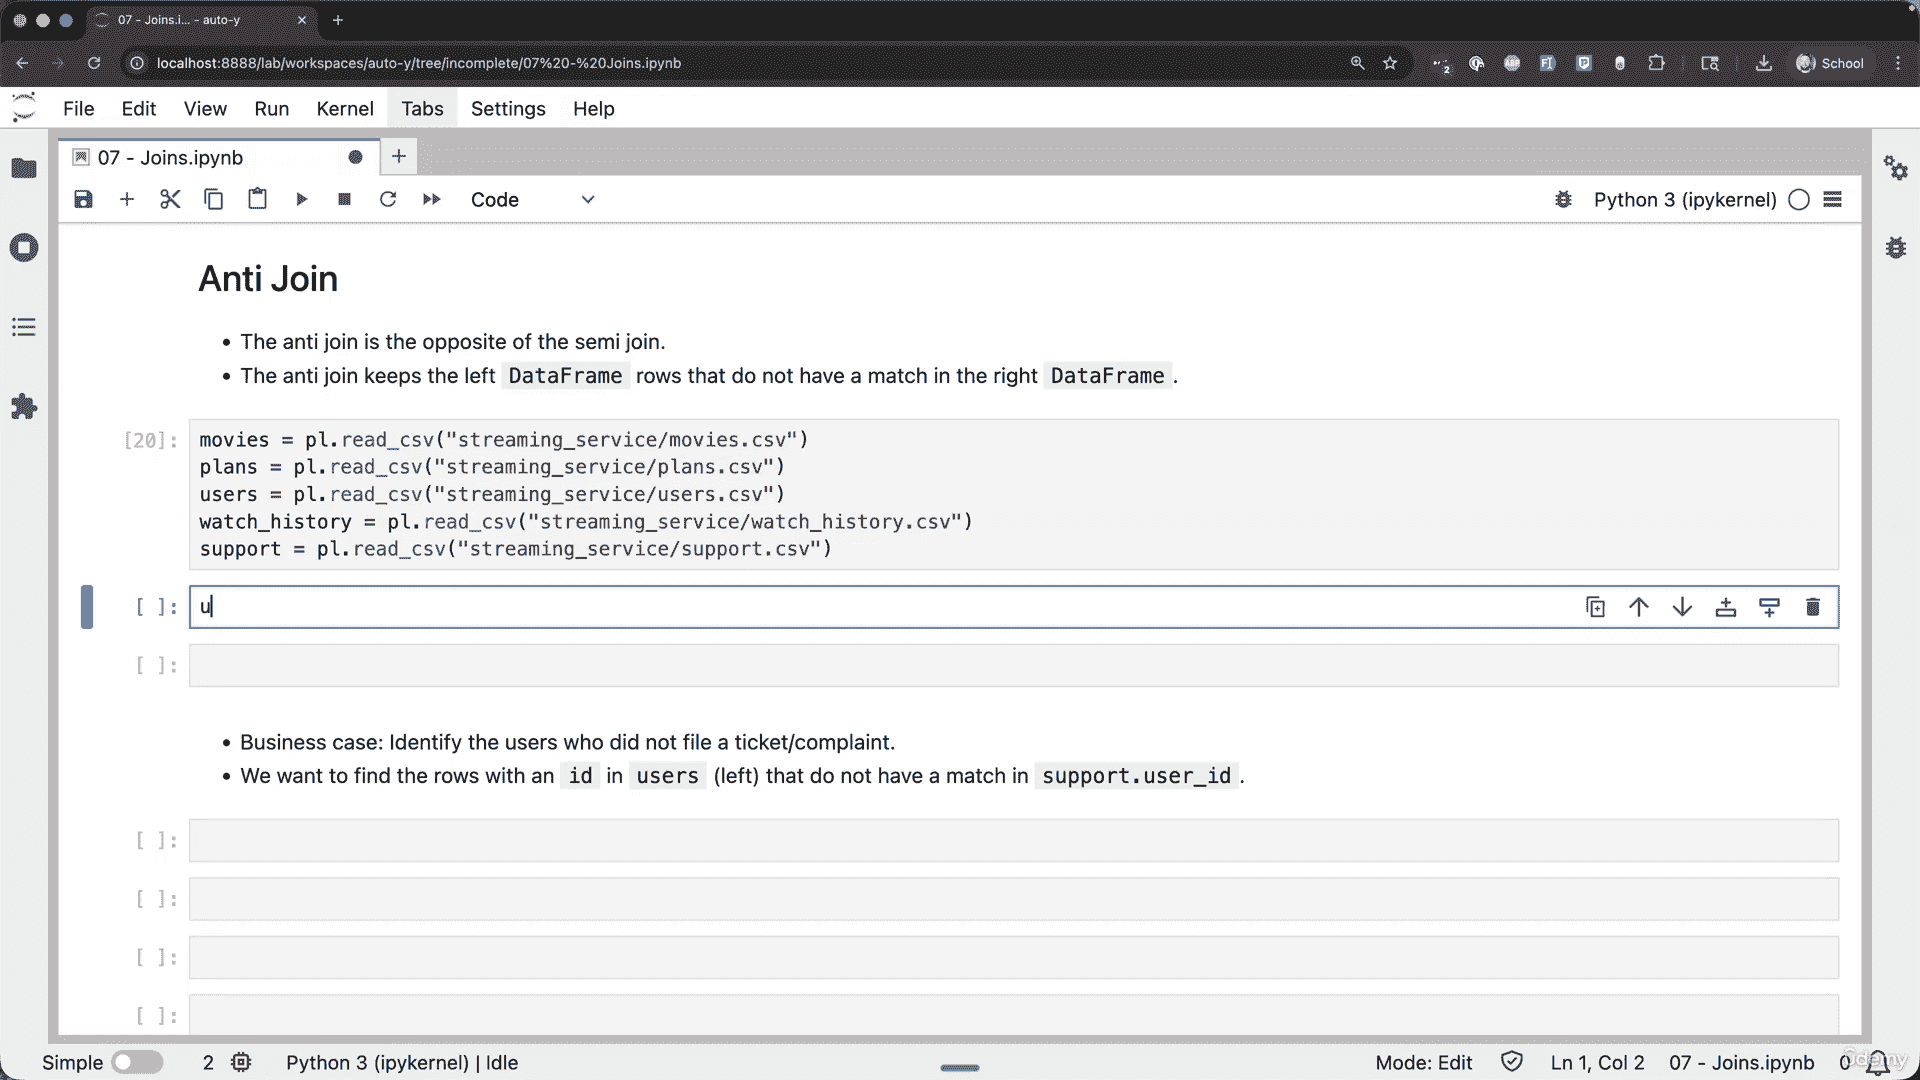 07 - Joins.i... - auto-y
localhost:8888/lab/workspaces/auto-y/tree/incomplete/07%20-%20Joins.ipynb
2
ABP
School
File Edit View Run Kernel Tabs Settings Help
07 - Joins.ipynb
Code
Python 3 (ipykernel)
Anti Join
• The anti join is the opposite of the semi join.
• The anti join keeps the left DataFrame rows that do not have a match in the right DataFrame.
[20]: movies = pl.read_csv("streaming_service/movies.csv")
plans = pl.read_csv("streaming_service/plans.csv")
users = pl.read_csv("streaming_service/users.csv")
watch_history = pl.read_csv("streaming_service/watch_history.csv")
support = pl.read_csv("streaming_service/support.csv")
[ ]: u
[ ]:
• Business case: Identify the users who did not file a ticket/complaint.
• We want to find the rows with an id in users (left) that do not have a match in support.user_id.
[ ]:
[ ]:
[ ]:
[ ]:
Simple 2 Python 3 (ipykernel) | Idle Mode: Edit Ln 1, Col 2 07 - Joins.ipynb 0
udemy